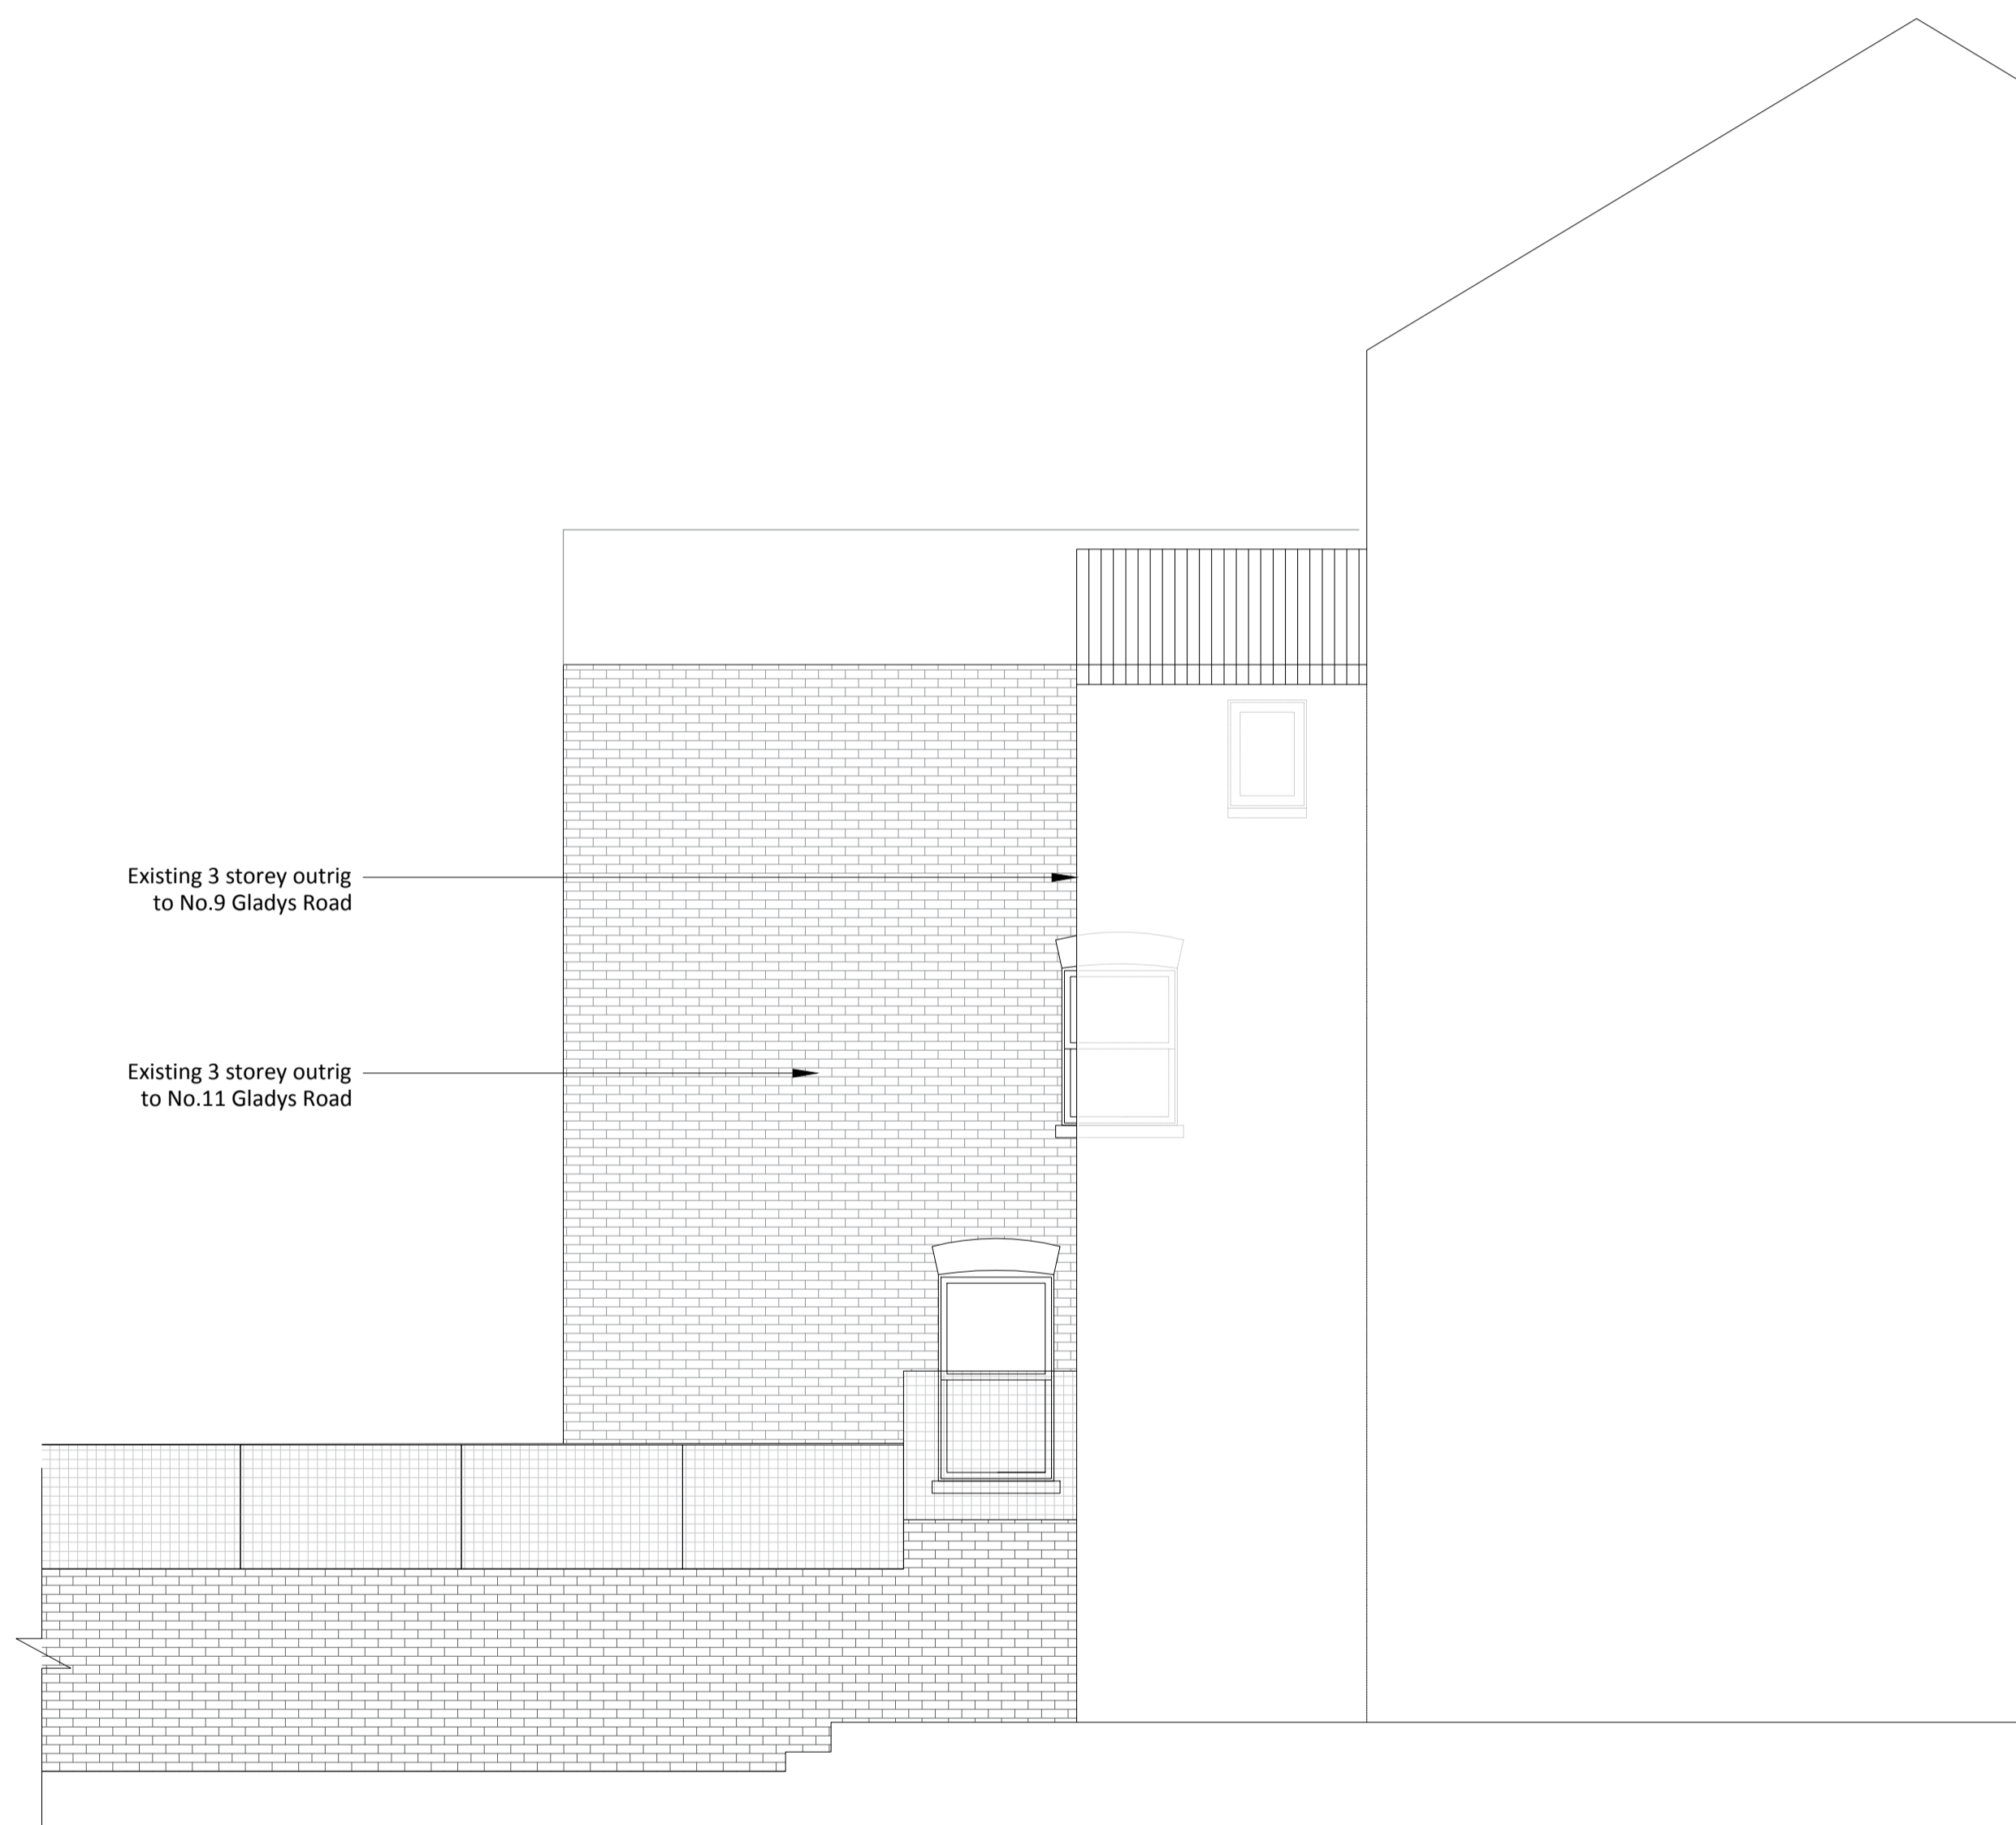 Existing 3 storey outrig
to No.9 Gladys Road
Existing 3 storey outrig
to No.11 Gladys Road